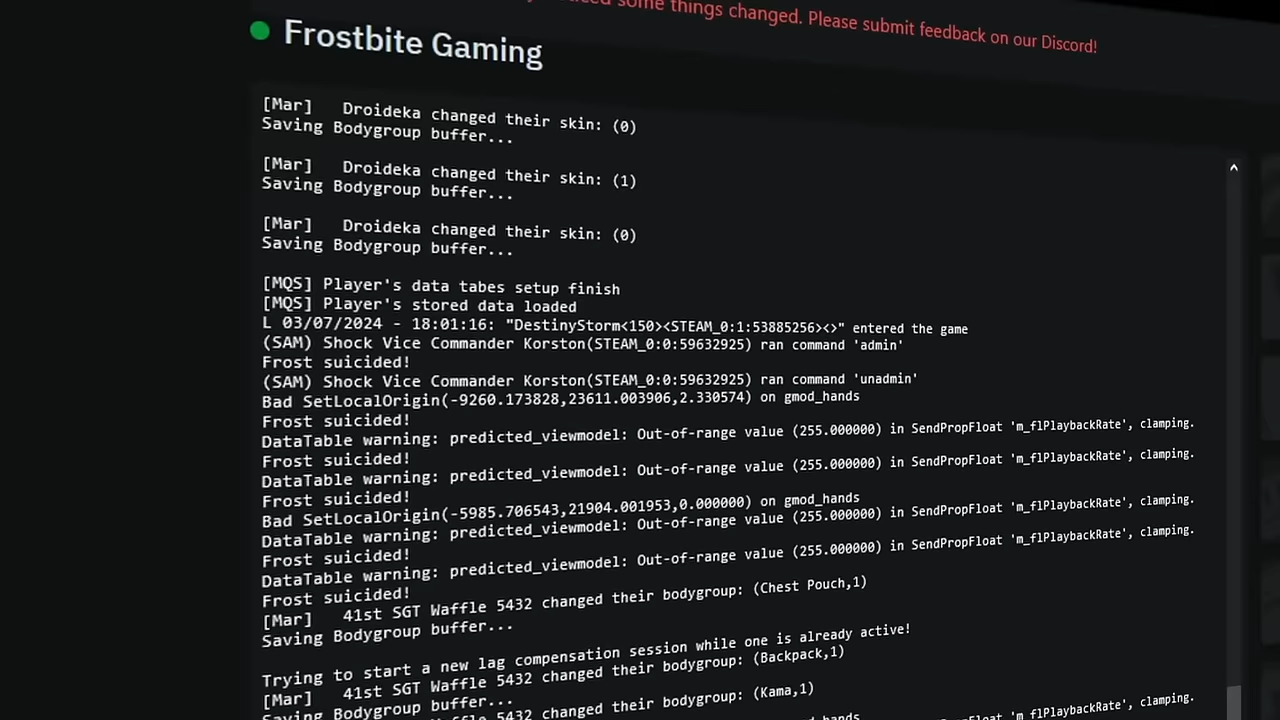 some things changed. Please submit feedback on our Discord!
Frostbite Gaming
[Mar] Droideka changed their skin: (0)
Saving Bodygroup buffer...
[Mar] Droideka changed their skin: (1)
Saving Bodygroup buffer...
[Mar] Droideka changed their skin: (0)
Saving Bodygroup buffer...
[MQS] Player's data tabes setup finish
[MQS] Player's stored data loaded
L 03/07/2024 - 18:01:16: "DestinyStorm<150><STEAM_0:1:53885256><>" entered the game
(SAM) Shock Vice Commander Korston(STEAM_0:0:59632925) ran command 'admin'
Frost suicided!
(SAM) Shock Vice Commander Korston(STEAM_0:0:59632925) ran command 'unadmin'
Bad SetLocalOrigin(-9260.173828,23611.003906,2.330574) on gmod_hands
Frost suicided!
DataTable warning: predicted_viewmodel: Out-of-range value (255.000000) in SendPropFloat 'm_flPlaybackRate', clamping.
Frost suicided!
DataTable warning: predicted_viewmodel: Out-of-range value (255.000000) in SendPropFloat 'm_flPlaybackRate', clamping.
Frost suicided!
Bad SetLocalOrigin(-5985.706543,21904.001953,0.000000) on gmod_hands
DataTable warning: predicted_viewmodel: Out-of-range value (255.000000) in SendPropFloat 'm_flPlaybackRate', clamping.
Frost suicided!
DataTable warning: predicted_viewmodel: Out-of-range value (255.000000) in SendPropFloat 'm_flPlaybackRate', clamping.
Frost suicided!
[Mar] 41st SGT Waffle 5432 changed their bodygroup: (Chest Pouch,1)
Saving Bodygroup buffer...
Trying to start a new lag compensation session while one is already active!
[Mar] 41st SGT Waffle 5432 changed their bodygroup: (Backpack,1)
Saving Bodygroup buffer...
Waffle 5432 changed their bodygroup: (Kama,1)
Saving Bodygroup buffer...
gmod_hands
'm_flPlaybackRate', clamping.